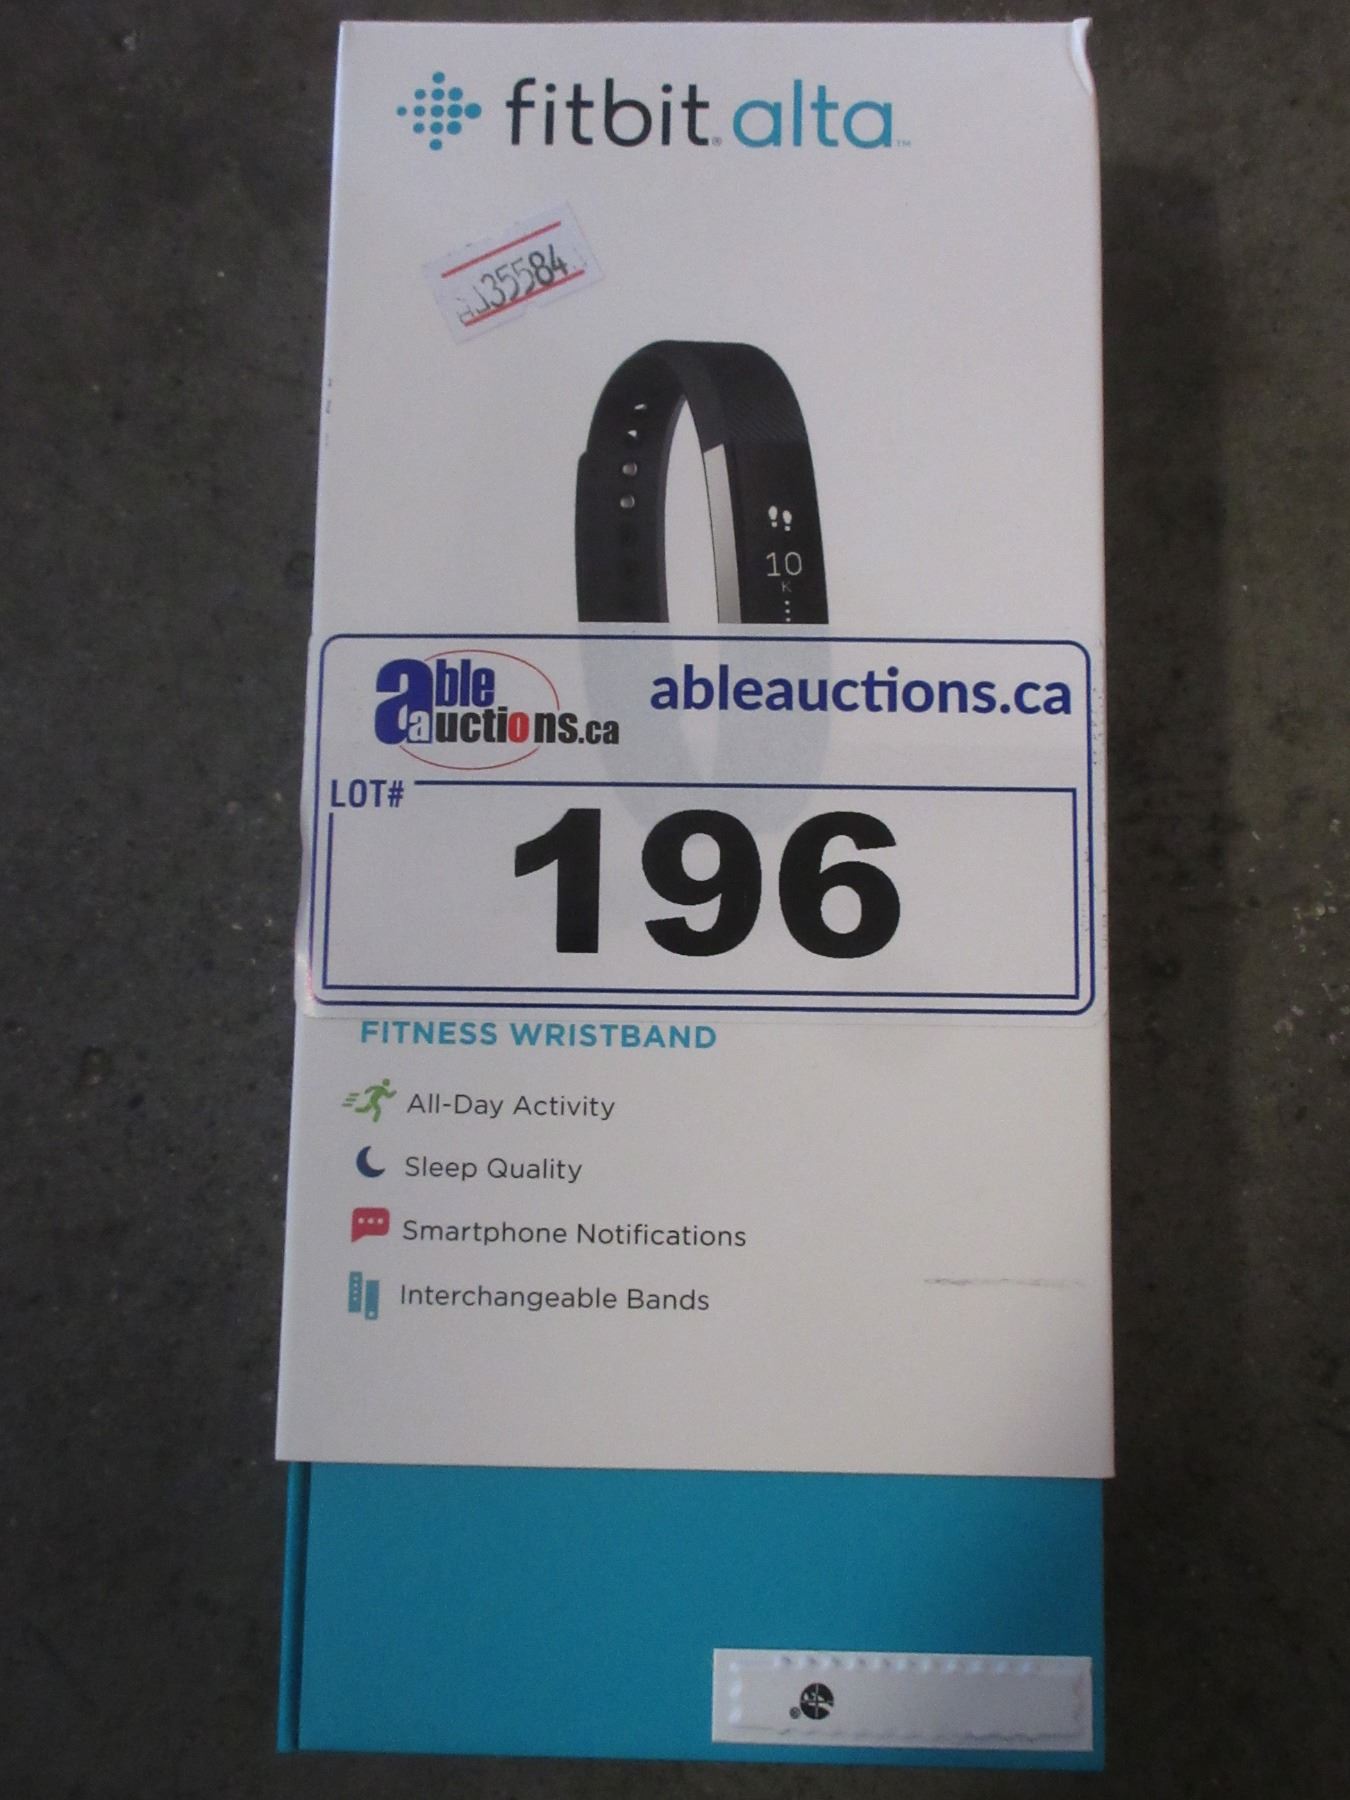 fitbit® alta™
AJ35584
10
K
able auctions.ca
ableauctions.ca
LOT#
196
FITNESS WRISTBAND
All-Day Activity
Sleep Quality
Smartphone Notifications
Interchangeable Bands
®